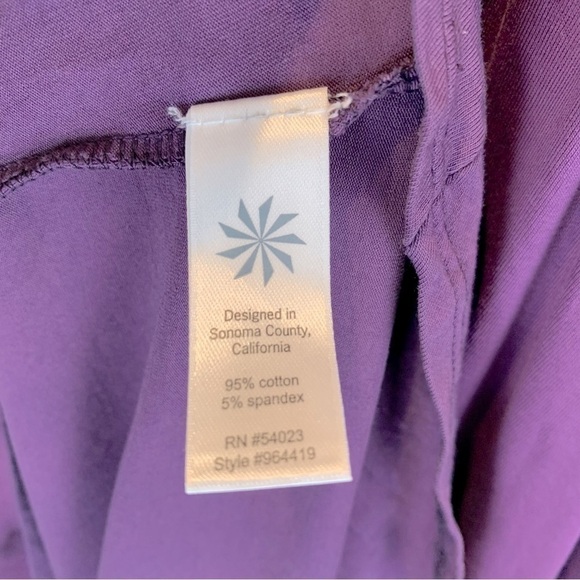 Designed in
Sonoma County,
California
95% cotton
5% spandex
RN #54023
Style #964419